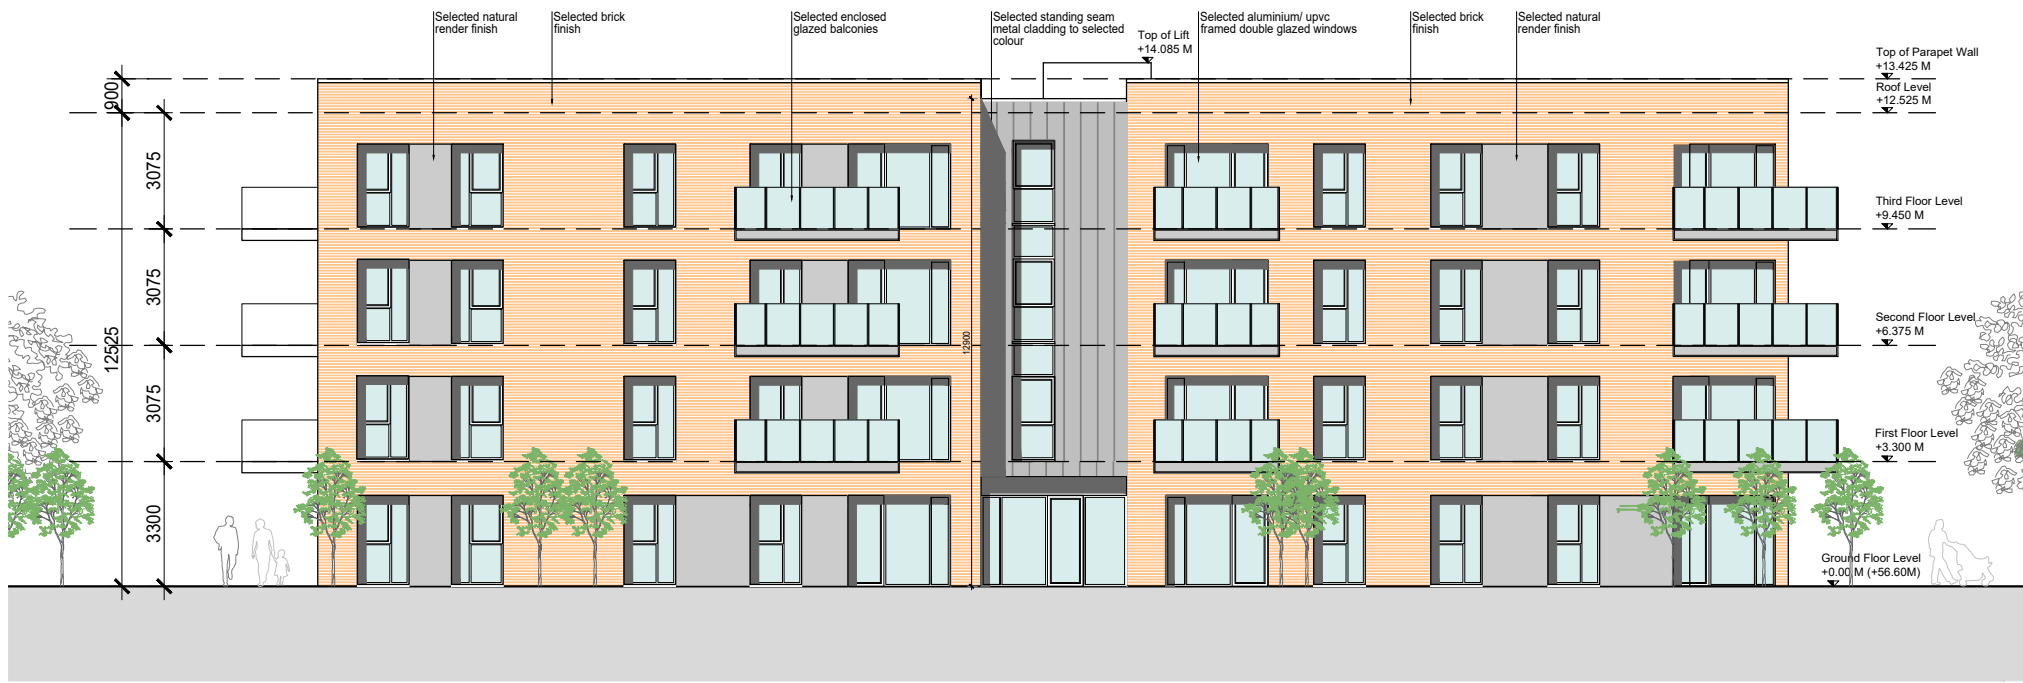 Selected natural
render finish
Selected brick
finish
Selected enclosed
glazed balconies
Selected standing seam
metal cladding to selected
colour
Top of Lift
+14.085 M
Selected aluminium/ upvc
framed double glazed windows
Selected brick
finish
Selected natural
render finish
Top of Parapet Wall
+13.425 M
Roof Level
+12.525 M
900
3075
Third Floor Level
+9.450 M
3075
Second Floor Level
+6.375 M
12525
12900
3075
First Floor Level
+3.300 M
3300
Ground Floor Level
+0.00 M (+56.60M)